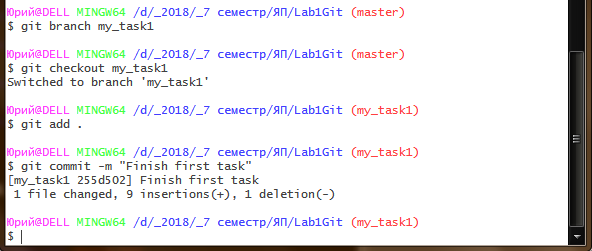 Юрий@DELL MINGW64 /d/_2018/_7 семестр/ЯП/Lab1Git (master)
$ git branch my_task1
Юрий@DELL MINGW64 /d/_2018/_7 семестр/ЯП/Lab1Git (master)
$ git checkout my_task1
Switched to branch 'my_task1'
Юрий@DELL MINGW64 /d/_2018/_7 семестр/ЯП/Lab1Git (my_task1)
$ git add .
Юрий@DELL MINGW64 /d/_2018/_7 семестр/ЯП/Lab1Git (my_task1)
$ git commit -m "Finish first task"
[my_task1 255d502] Finish first task
 1 file changed, 9 insertions(+), 1 deletion(-)
Юрий@DELL MINGW64 /d/_2018/_7 семестр/ЯП/Lab1Git (my_task1)
$